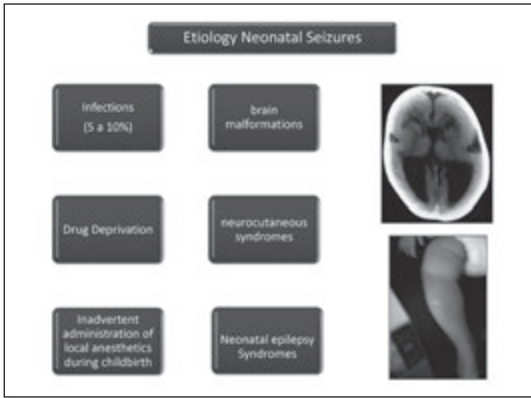 Etiology Neonatal Seizures
Infections
(5 a 10%)
brain
malformations
Drug Deprivation
neurocutaneous
syndromes
Inadvertent
administration of
local anesthetics
during childbirth
Neonatal epilepsy
Syndromes